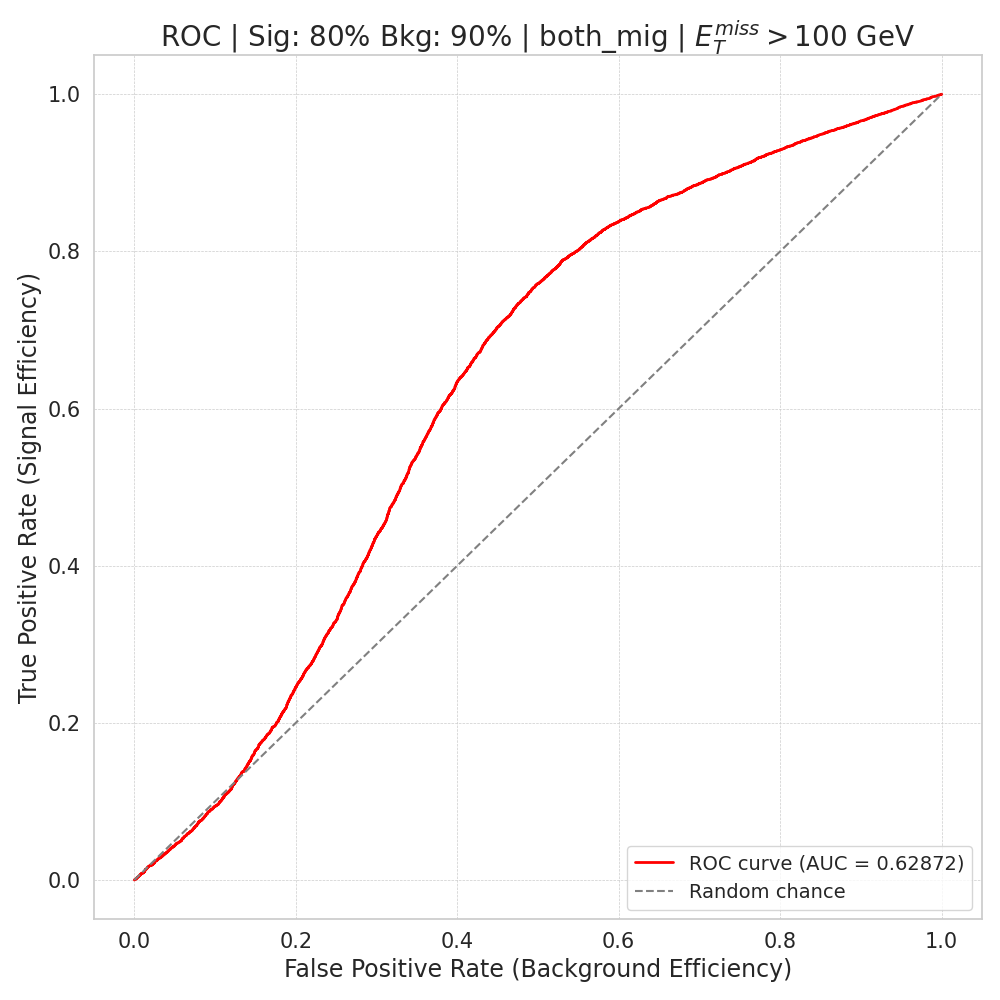 ROC | Sig: 80% Bkg: 90% | both_mig | $E_T^{miss} > 100$ GeV
True Positive Rate (Signal Efficiency)
1.0
0.8
0.6
0.4
0.2
0.0
ROC curve (AUC = 0.62872)
Random chance
0.0 0.2 0.4 0.6 0.8 1.0
False Positive Rate (Background Efficiency)